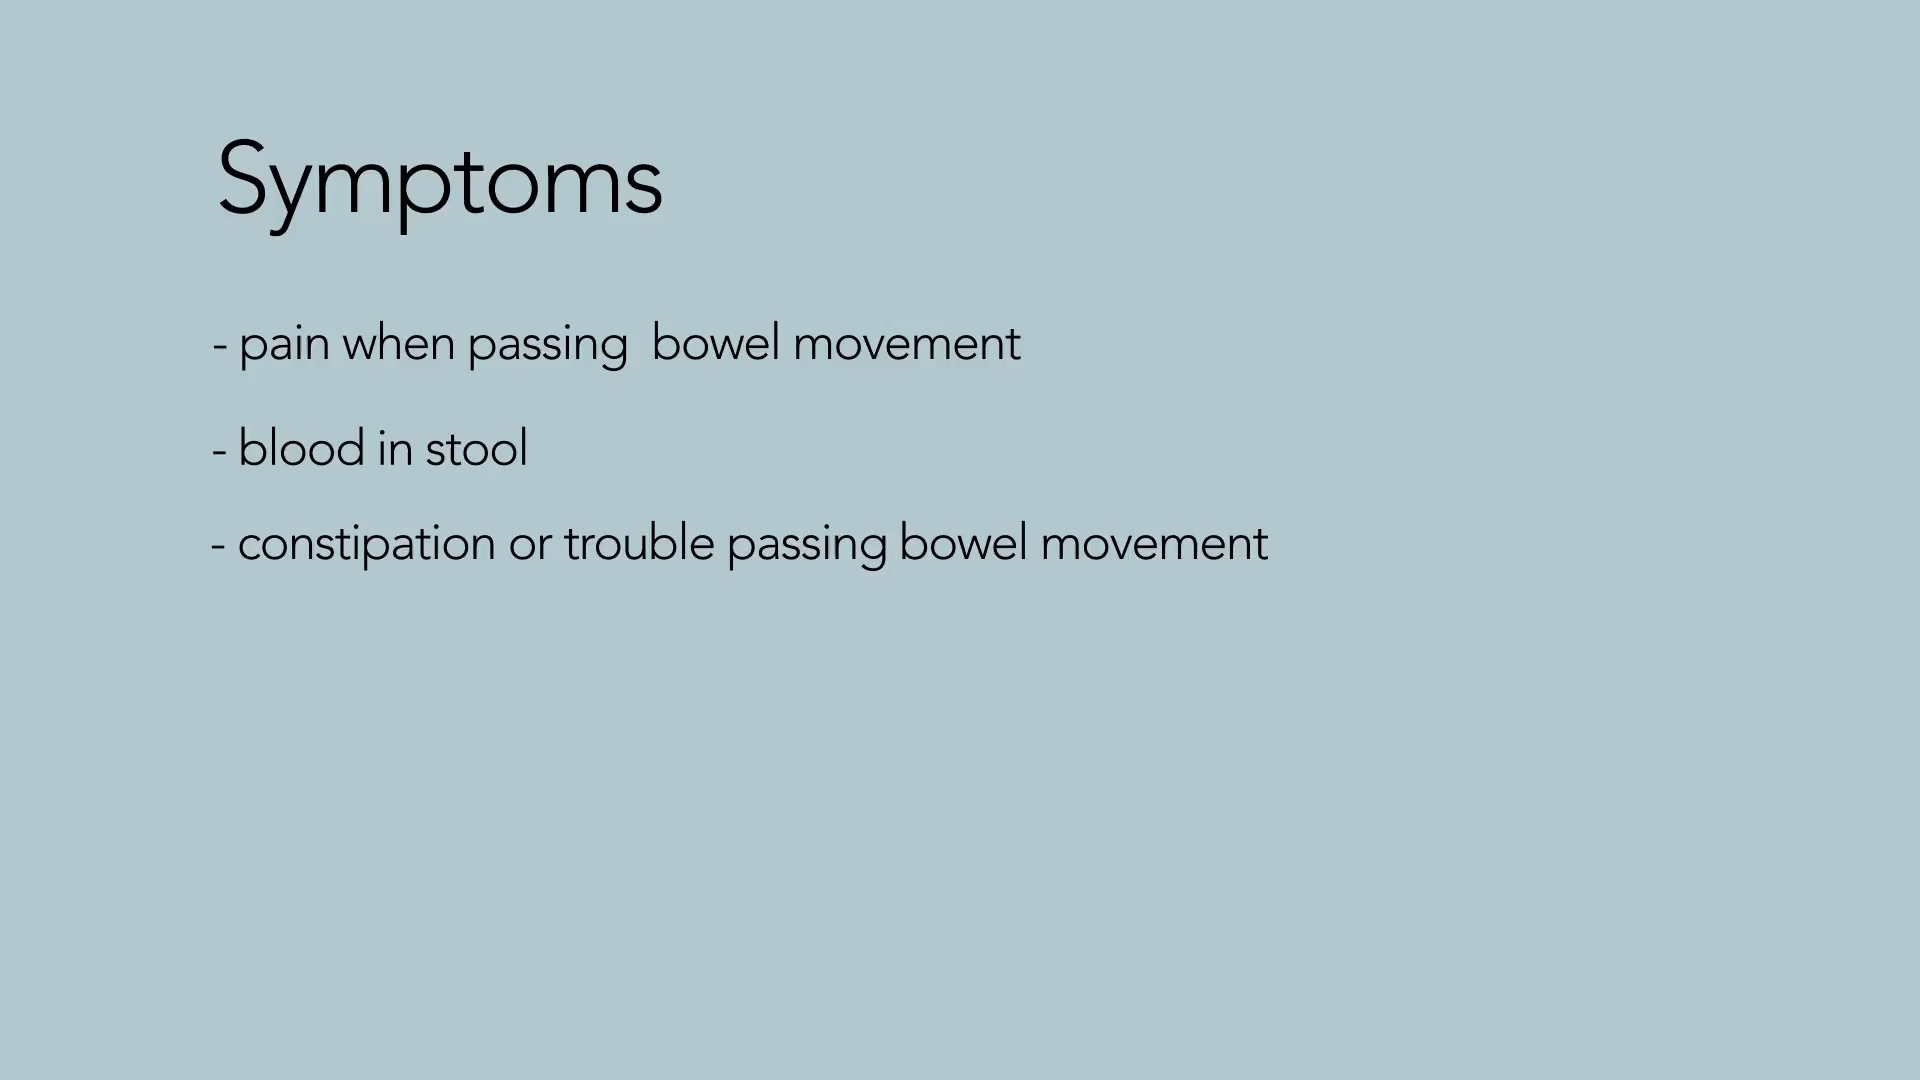 Symptoms
- pain when passing  bowel movement
- blood in stool
- constipation or trouble passing bowel movement